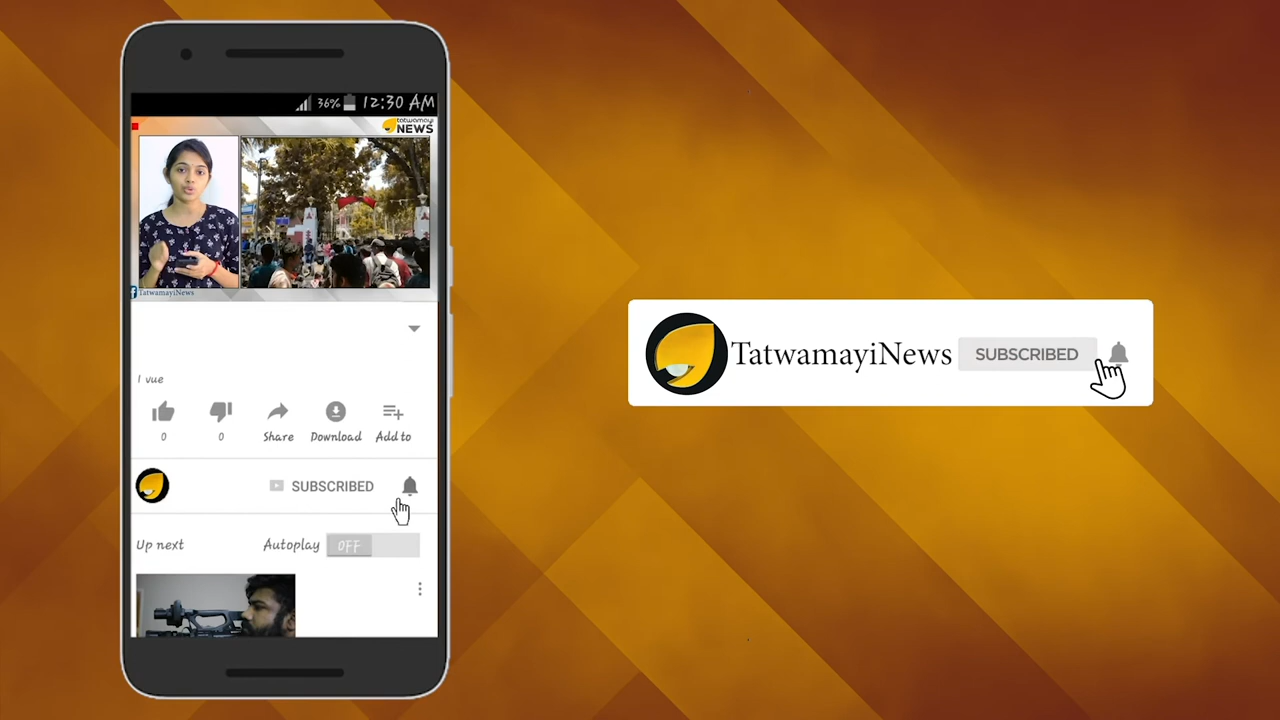 36% 12:30 AM
tatwamayi
NEWS
TatwamayiNews
1 vue
0 0 Share Download Add to
SUBSCRIBED
Up next Autoplay OFF
TatwamayiNews SUBSCRIBED